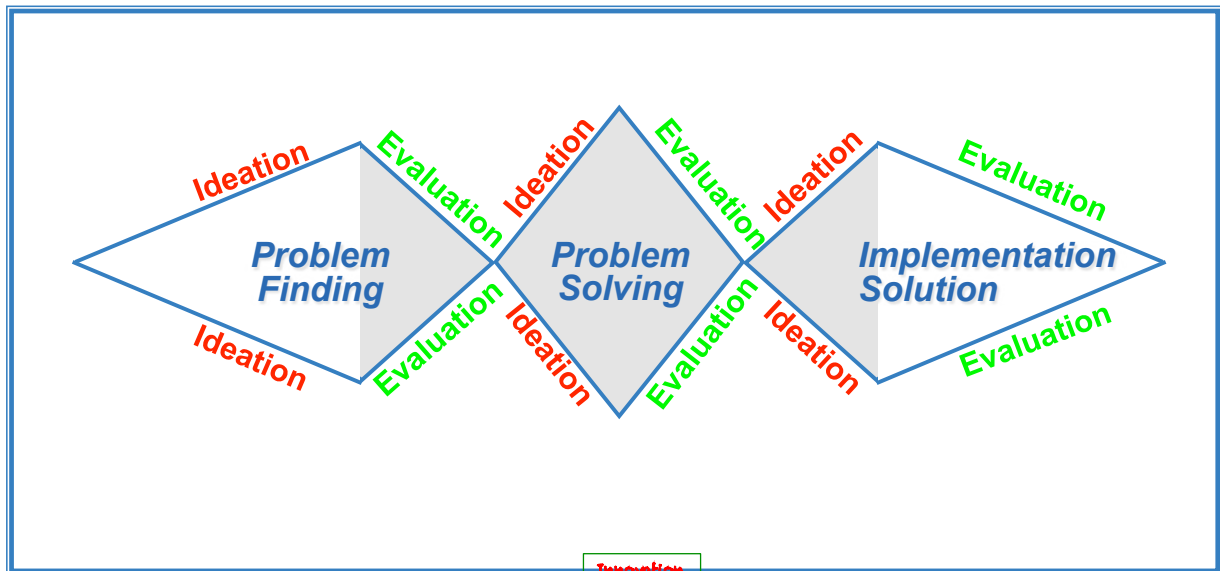 Ideation
Evaluation
Ideation
Evaluation
Ideation
Evaluation
Problem
Finding
Problem
Solving
Implementation
Solution
Ideation
Evaluation
Ideation
Evaluation
Ideation
Evaluation